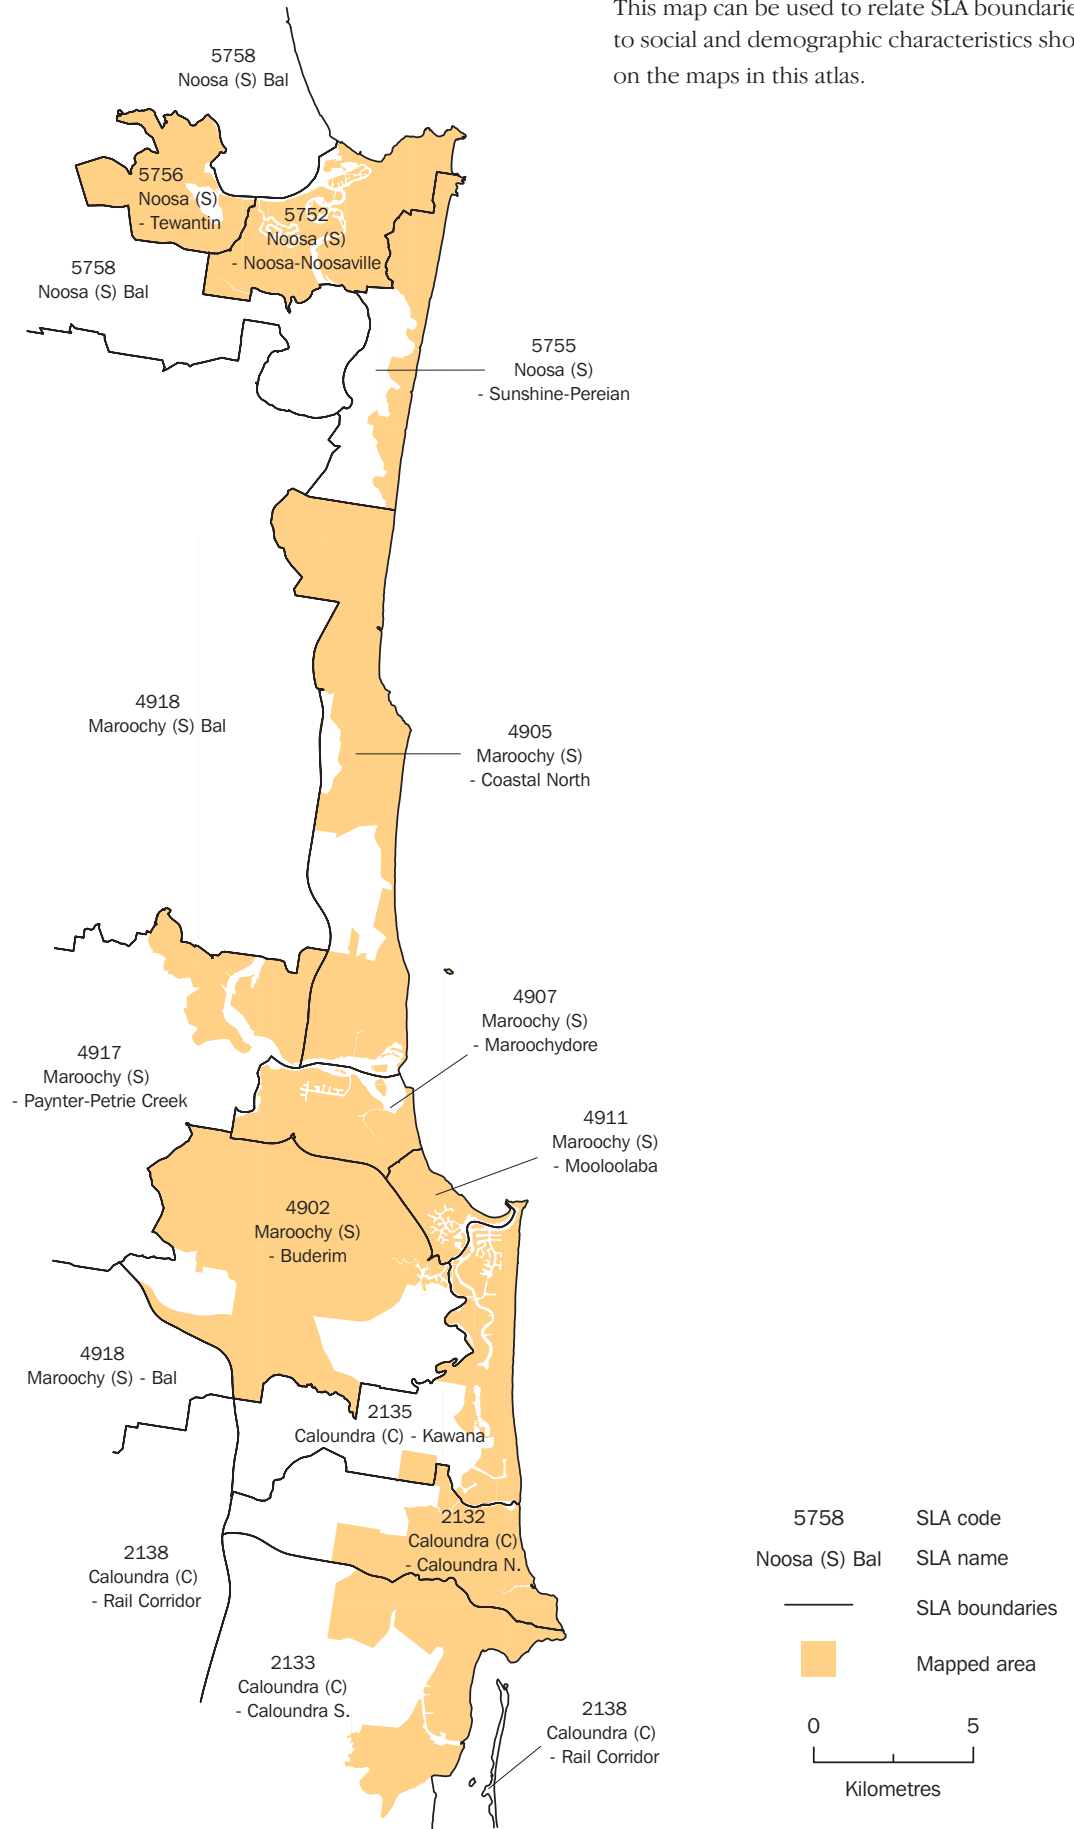 This map can be used to relate SLA boundarie
to social and demographic characteristics sho
on the maps in this atlas.
5758
Noosa (S) Bal
5756
Noosa (S)
- Tewantin
5752
Noosa (S)
- Noosa-Noosaville
5758
Noosa (S) Bal
5755
Noosa (S)
- Sunshine-Pereian
4918
Maroochy (S) Bal
4905
Maroochy (S)
- Coastal North
4907
Maroochy (S)
- Maroochydore
4917
Maroochy (S)
- Paynter-Petrie Creek
4911
Maroochy (S)
- Mooloolaba
4902
Maroochy (S)
- Buderim
4918
Maroochy (S) - Bal
2135
Caloundra (C) - Kawana
2132
Caloundra (C)
- Caloundra N.
2138
Caloundra (C)
- Rail Corridor
2133
Caloundra (C)
- Caloundra S.
2138
Caloundra (C)
- Rail Corridor
5758 SLA code
Noosa (S) Bal SLA name
SLA boundaries
Mapped area
0 5
Kilometres